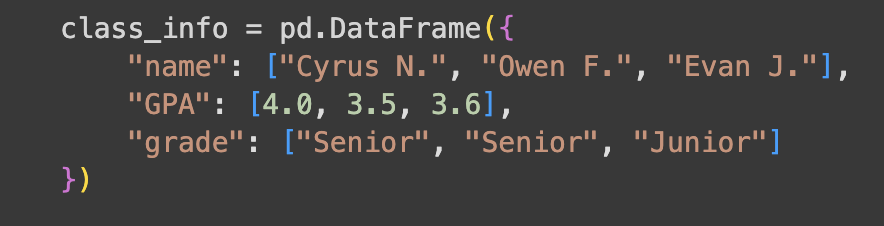 class_info = pd.DataFrame({
    "name": ["Cyrus N.", "Owen F.", "Evan J."],
    "GPA": [4.0, 3.5, 3.6],
    "grade": ["Senior", "Senior", "Junior"]
})